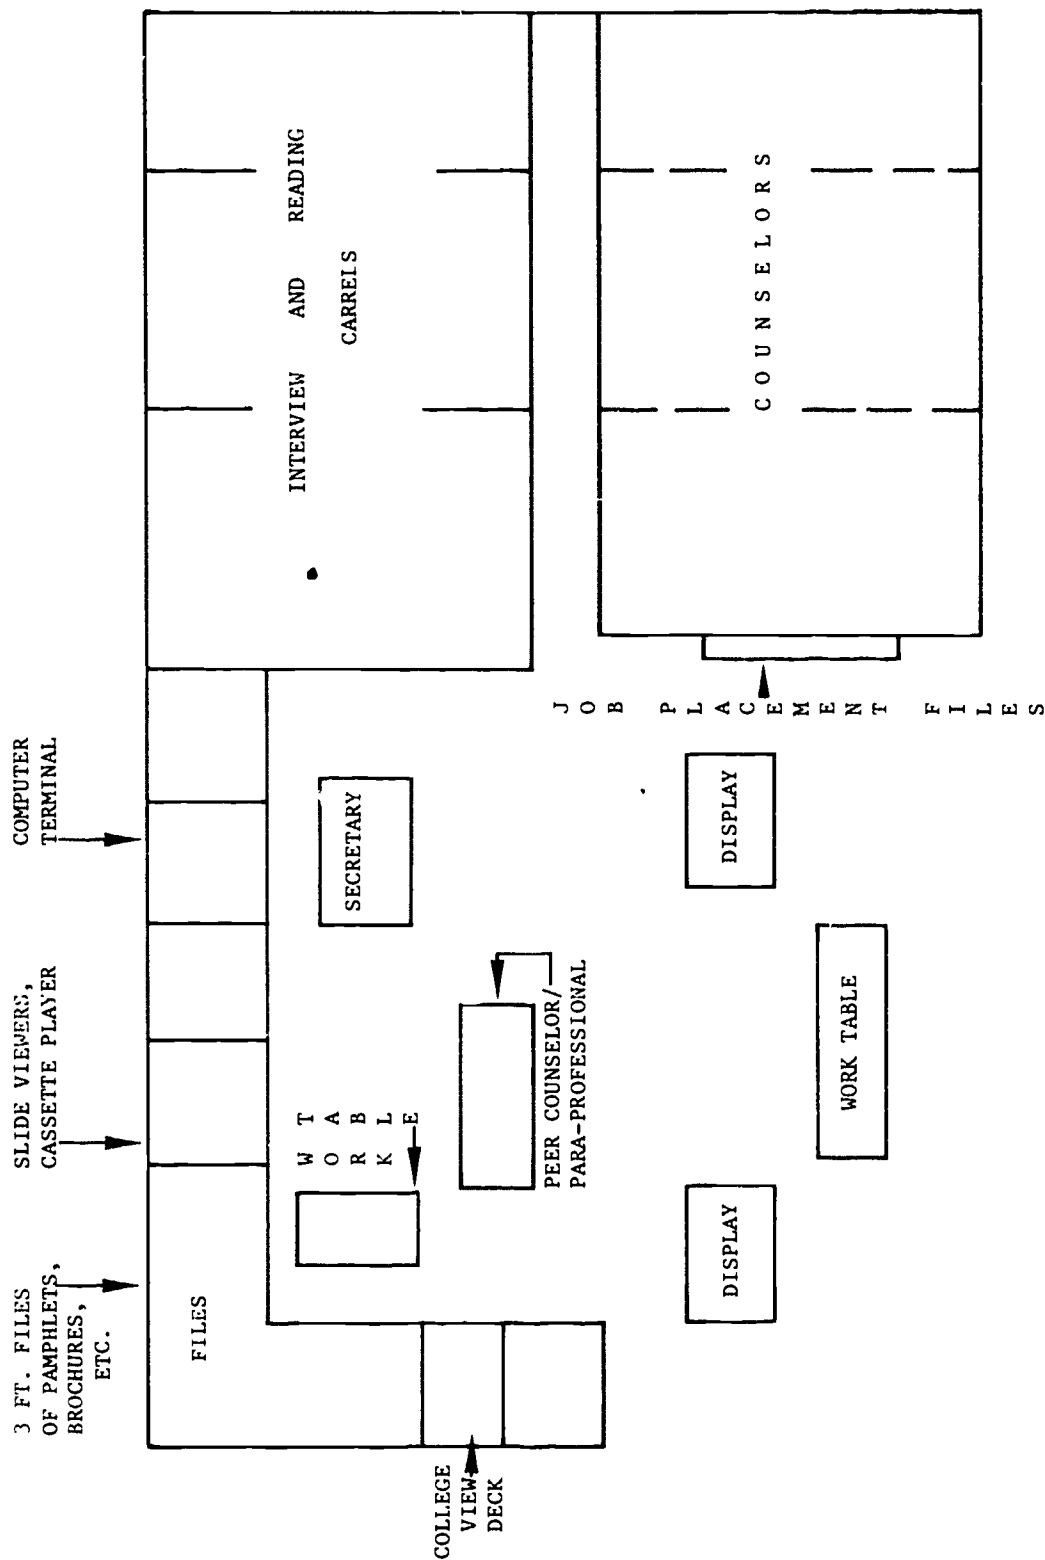 3 FT. FILES
OF PAMPHLETS,
BROCHURES,
ETC.
SLIDE VIEWERS,
CASSETTE PLAYER
COMPUTER
TERMINAL
FILES
INTERVIEW AND READING
CARRELS
COLLEGE
VIEW
DECK
WORK
TABLE
SECRETARY
PEER COUNSELOR/
PARA-PROFESSIONAL
COUNSELORS
JOB PLACEMENT FILES
DISPLAY
DISPLAY
WORK TABLE